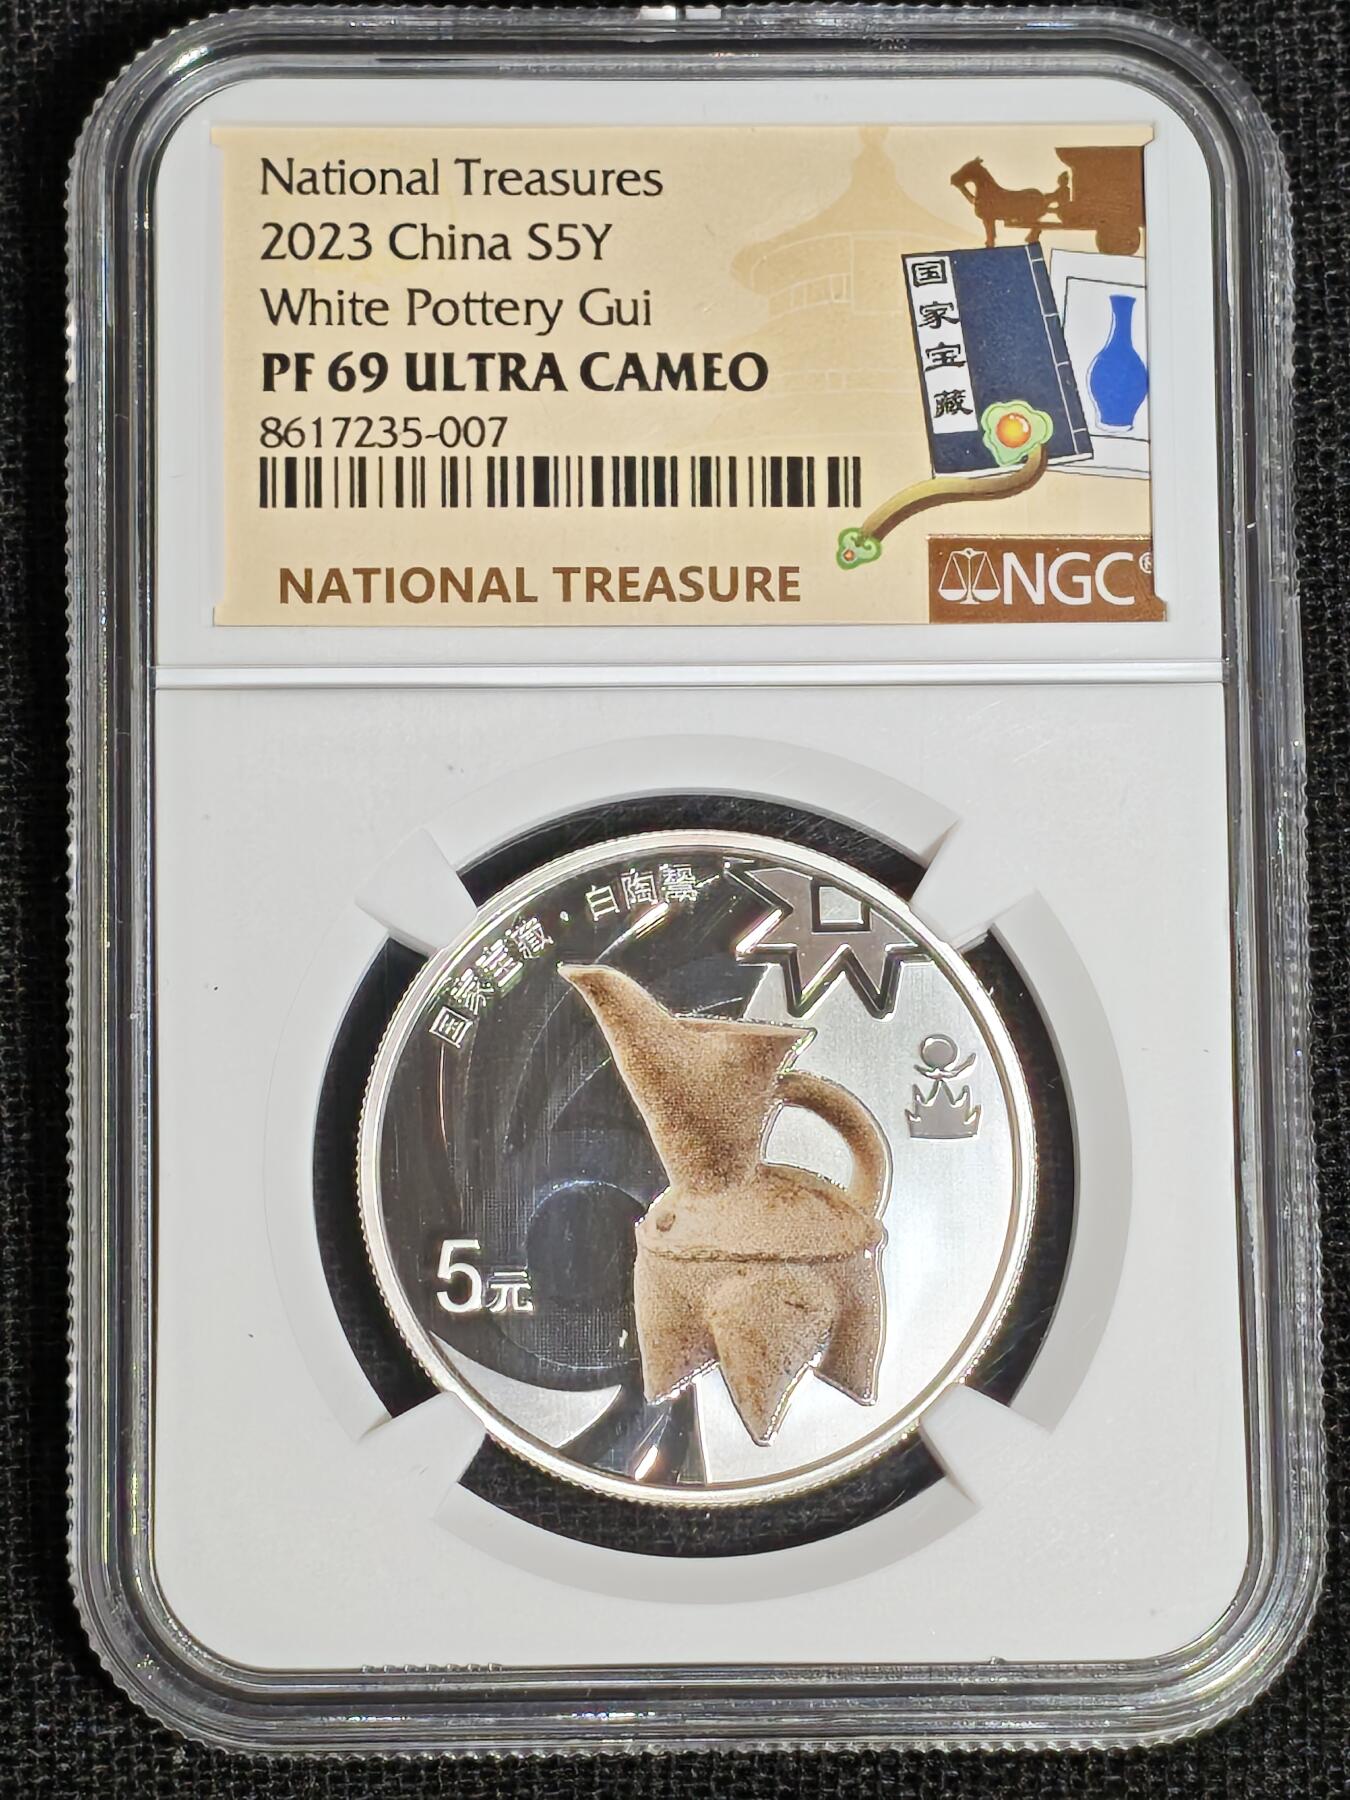 National Treasures
2023 China S5Y
White Pottery Gui
PF 69 ULTRA CAMEO
8617235-007
国家宝藏
NATIONAL TREASURE
NGC®
国家宝藏·白陶鬶
5元